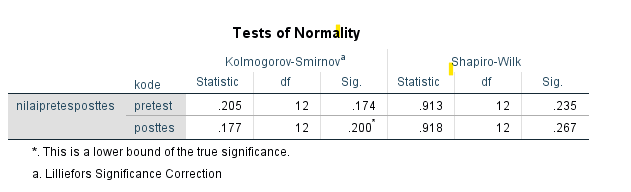 Tests of Normality
Kolmogorov-Smirnovᵃ Shapiro-Wilk
kode Statistic df Sig. Statistic df Sig.
nilaipretesposttes pretest .205 12 .174 .913 12 .235
posttes .177 12 .200* .918 12 .267
*. This is a lower bound of the true significance.
a. Lilliefors Significance Correction